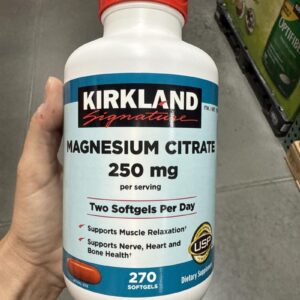 KIRKLAND
Signature
MAGNESIUM CITRATE
250 mg
per serving
Two Softgels Per Day
Supports Muscle Relaxation†
Supports Nerve, Heart and
Bone Health†
USP
270
SOFTGELS
Dietary Supplement